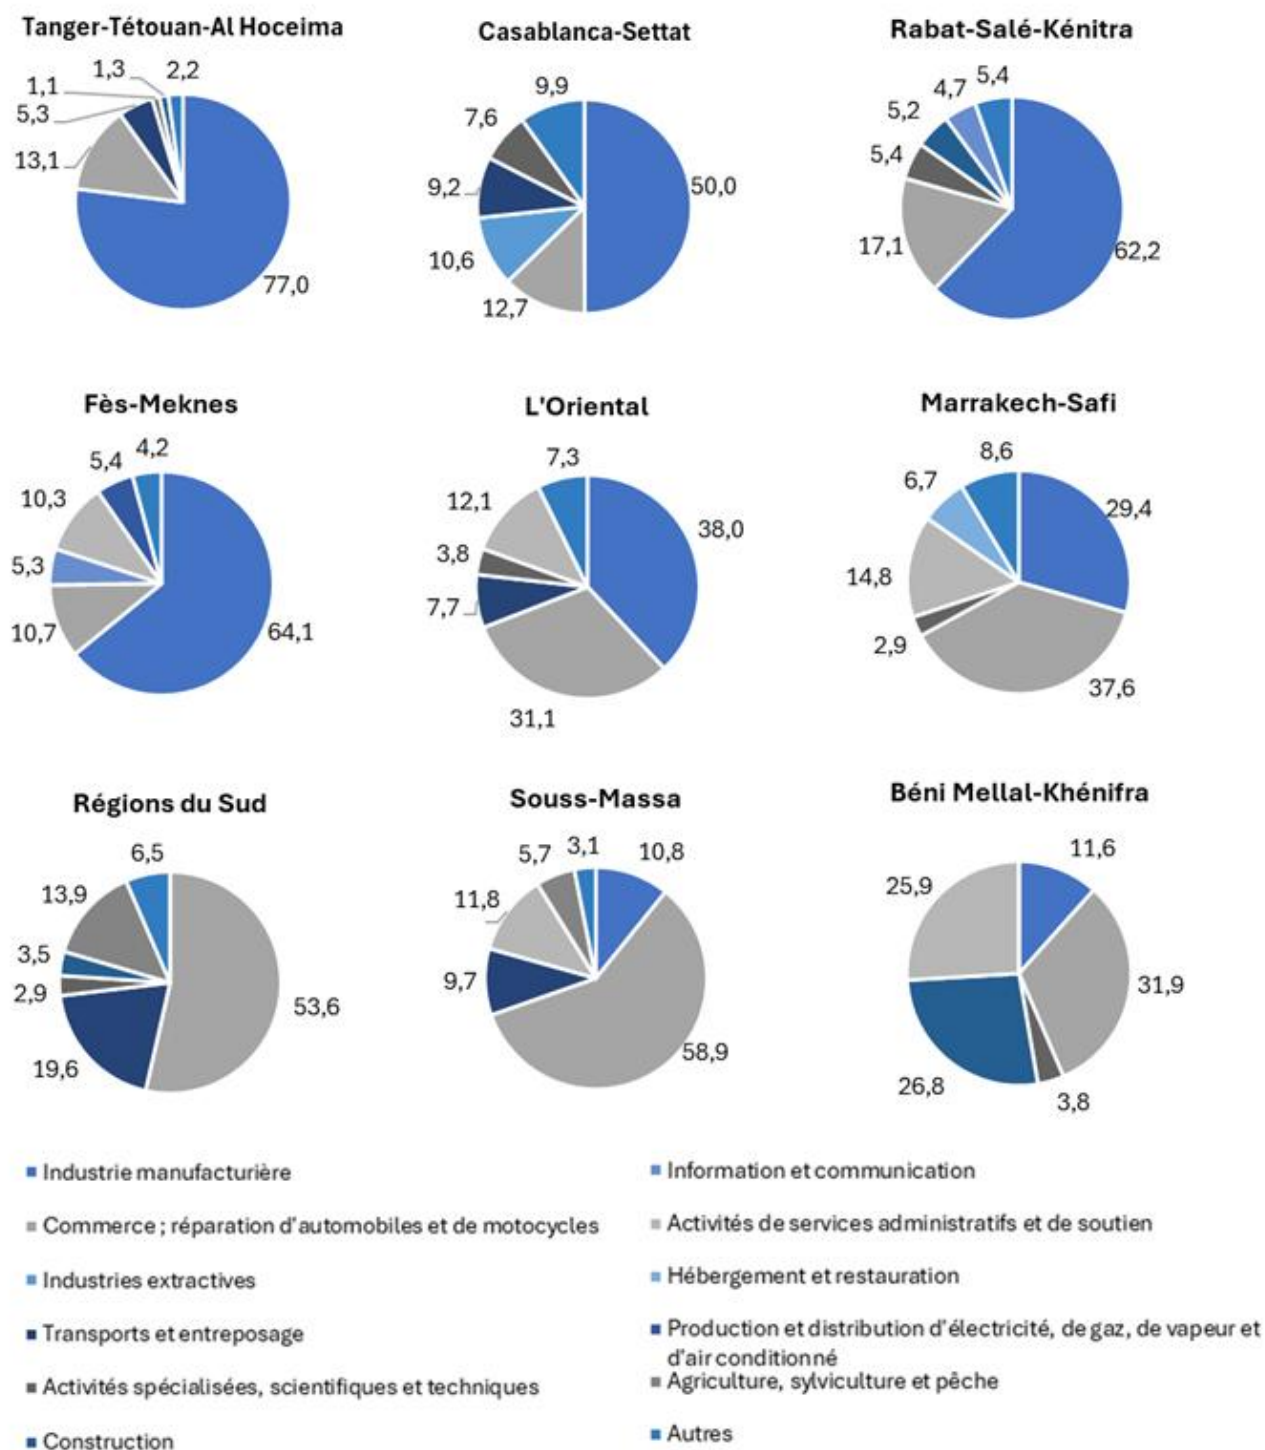 Tanger-Tétouan-Al Hoceima
1,3
2,2
1,1
5,3
13,1
77,0
Casablanca-Settat
9,9
7,6
9,2
50,0
10,6
12,7
Rabat-Salé-Kénitra
5,4
4,7
5,2
5,4
17,1
62,2
Fès-Meknes
4,2
5,4
10,3
5,3
10,7
64,1
L'Oriental
7,3
12,1
38,0
3,8
7,7
31,1
Marrakech-Safi
8,6
6,7
29,4
14,8
2,9
37,6
Régions du Sud
6,5
13,9
3,5
2,9
53,6
19,6
Souss-Massa
3,1
5,7
10,8
11,8
9,7
58,9
Béni Mellal-Khénifra
11,6
25,9
31,9
26,8
3,8
Industrie manufacturière
Commerce ; réparation d'automobiles et de motocycles
Industries extractives
Transports et entreposage
Activités spécialisées, scientifiques et techniques
Construction
Information et communication
Activités de services administratifs et de soutien
Hébergement et restauration
Production et distribution d'électricité, de gaz, de vapeur et
d'air conditionné
Agriculture, sylviculture et pêche
Autres